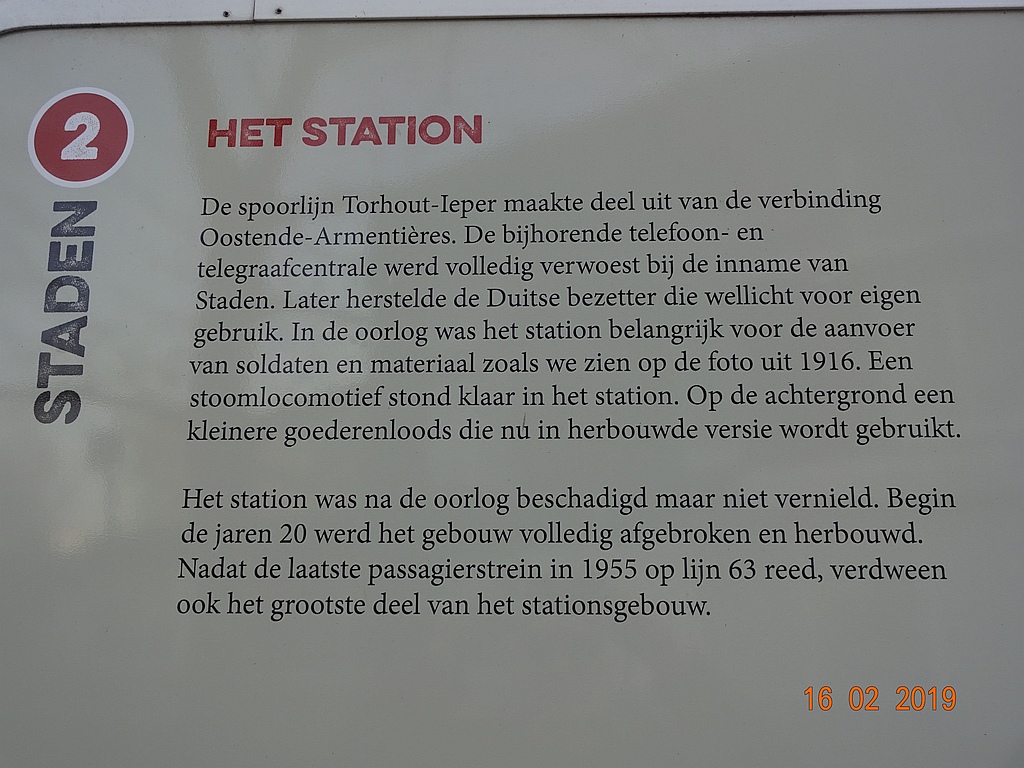 2
STADEN
HET STATION
De spoorlijn Torhout-Ieper maakte deel uit van de verbinding
Oostende-Armentières. De bijhorende telefoon- en
telegraafcentrale werd volledig verwoest bij de inname van
Staden. Later herstelde de Duitse bezetter die wellicht voor eigen
gebruik. In de oorlog was het station belangrijk voor de aanvoer
van soldaten en materiaal zoals we zien op de foto uit 1916. Een
stoomlocomotief stond klaar in het station. Op de achtergrond een
kleinere goederenloods die nu in herbouwde versie wordt gebruikt.
Het station was na de oorlog beschadigd maar niet vernield. Begin
de jaren 20 werd het gebouw volledig afgebroken en herbouwd.
Nadat de laatste passagierstrein in 1955 op lijn 63 reed, verdween
ook het grootste deel van het stationsgebouw.
16 02 2019